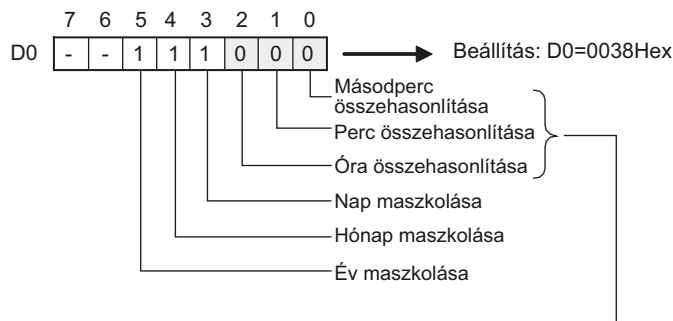 7 6 5 4 3 2 1 0
D0 - - 1 1 1 0 0 0 Beállítás: D0=0038Hex
Másodperc
összehasonlítása
Perc összehasonlítása
Óra összehasonlítása
Nap maszkolása
Hónap maszkolása
Év maszkolása